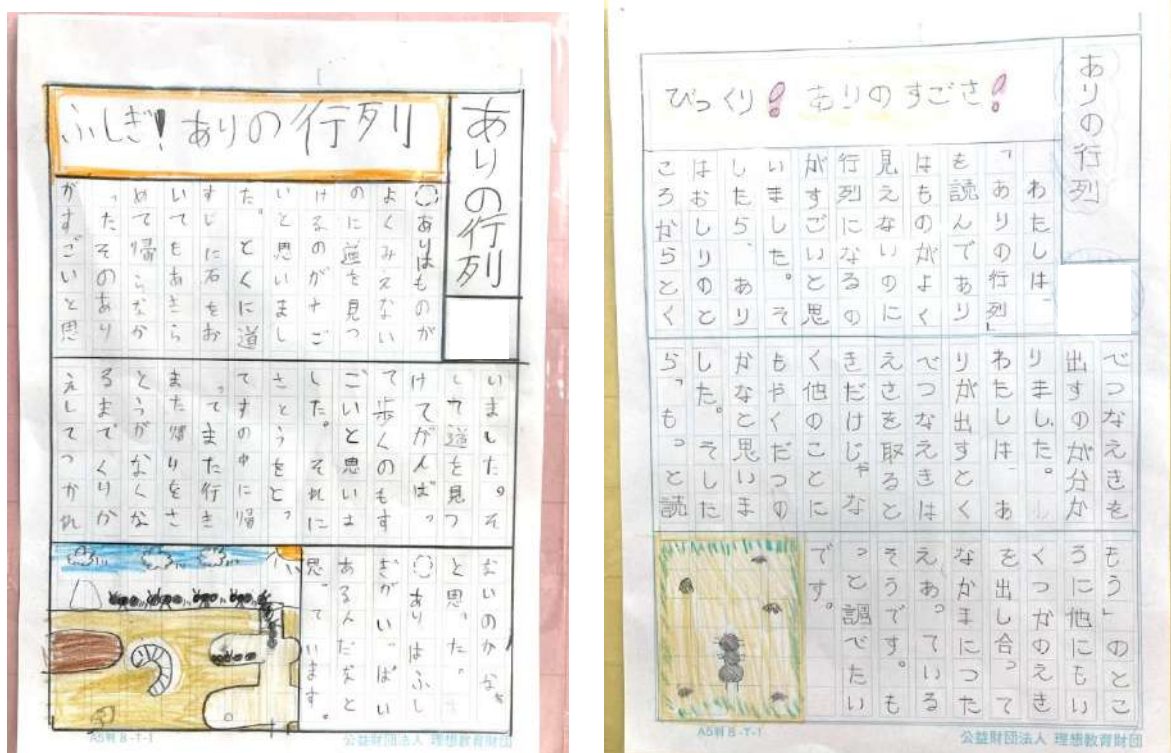 ありの行列
ふしぎ!ありの行列
ありはものが
よくみえない
のに道を見つ
けるのがすご
いと思いまし
た。とくに道
すじに石をお
いてもあきら
めて帰らなか
ったそのあり
がすごいと思
いました。そ
して道を見つ
けてがんばっ
て歩くのもす
ごいと思いま
した。それに
さとうをとっ
てすの中に帰
ってまた行き
また帰りをさ
とうがなくな
るまでくりか
えしてつかれ
ないのかな。
と思った。
ありはふし
ぎがいっぱい
あるんだなと
思っています。
A5判 B-T-1
公益財団法人 理想教育財団
ありの行列
びっくり!ありのすごさ!
わたしは、
「ありの行列」
を読んであり
はものがよく
見えないのに
行列になるの
がすごいと思
いました。そ
したら、あり
はおしりのと
ころからとく
べつなえきを
出すのが分か
りました。
わたしは、あ
りが出すとく
べつなえきは
えさを取ると
きだけじゃな
く他のことに
もやくだつの
かなと思いま
した。そした
ら「もっと読
もう」のとこ
ろに他にもい
くつかのえき
を出し合って
なかまにつた
えあっている
そうです。も
っと調べたい
です。
A5判 B-T-1
公益財団法人 理想教育財団